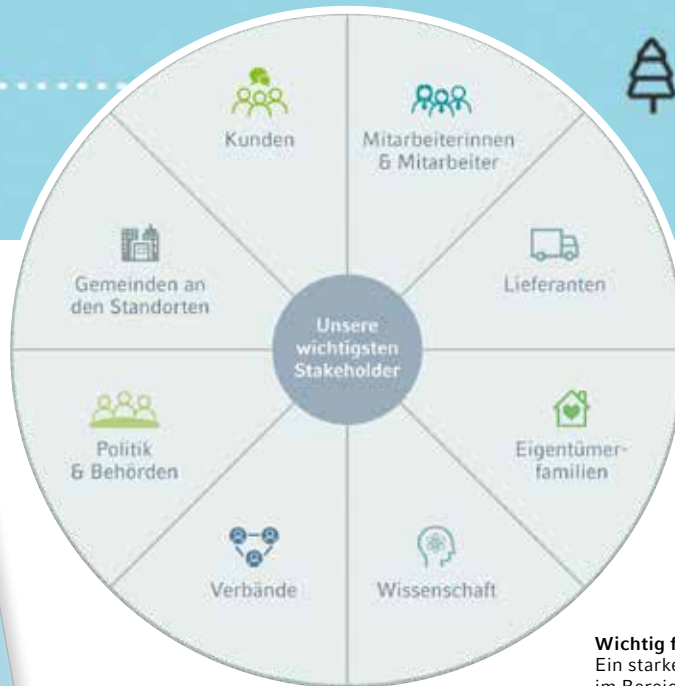 Kunden
Mitarbeiterinnen
& Mitarbeiter
Gemeinden an
den Standorten
Lieferanten
Unsere
wichtigsten
Stakeholder
Politik
& Behörden
Eigentümer-
familien
Verbände
Wissenschaft
Wichtig
Ein
im